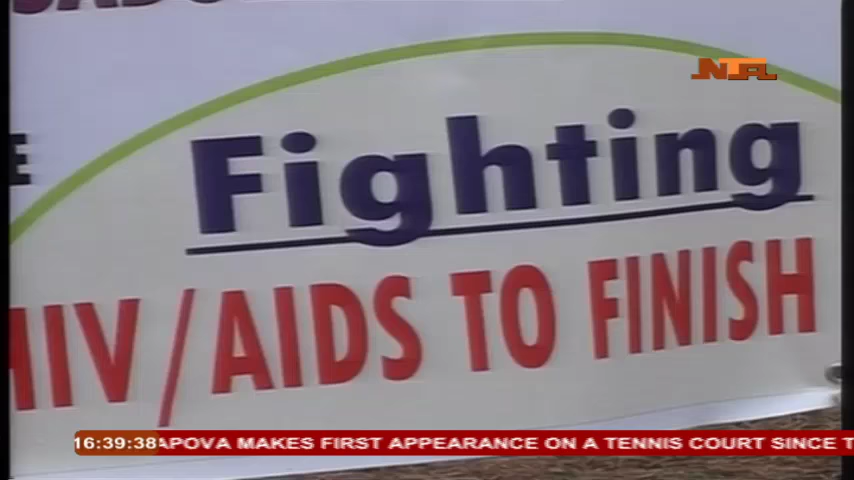 NTA
Fighting
HIV/AIDS TO FINISH
16:39:38 APOVA MAKES FIRST APPEARANCE ON A TENNIS COURT SINCE T